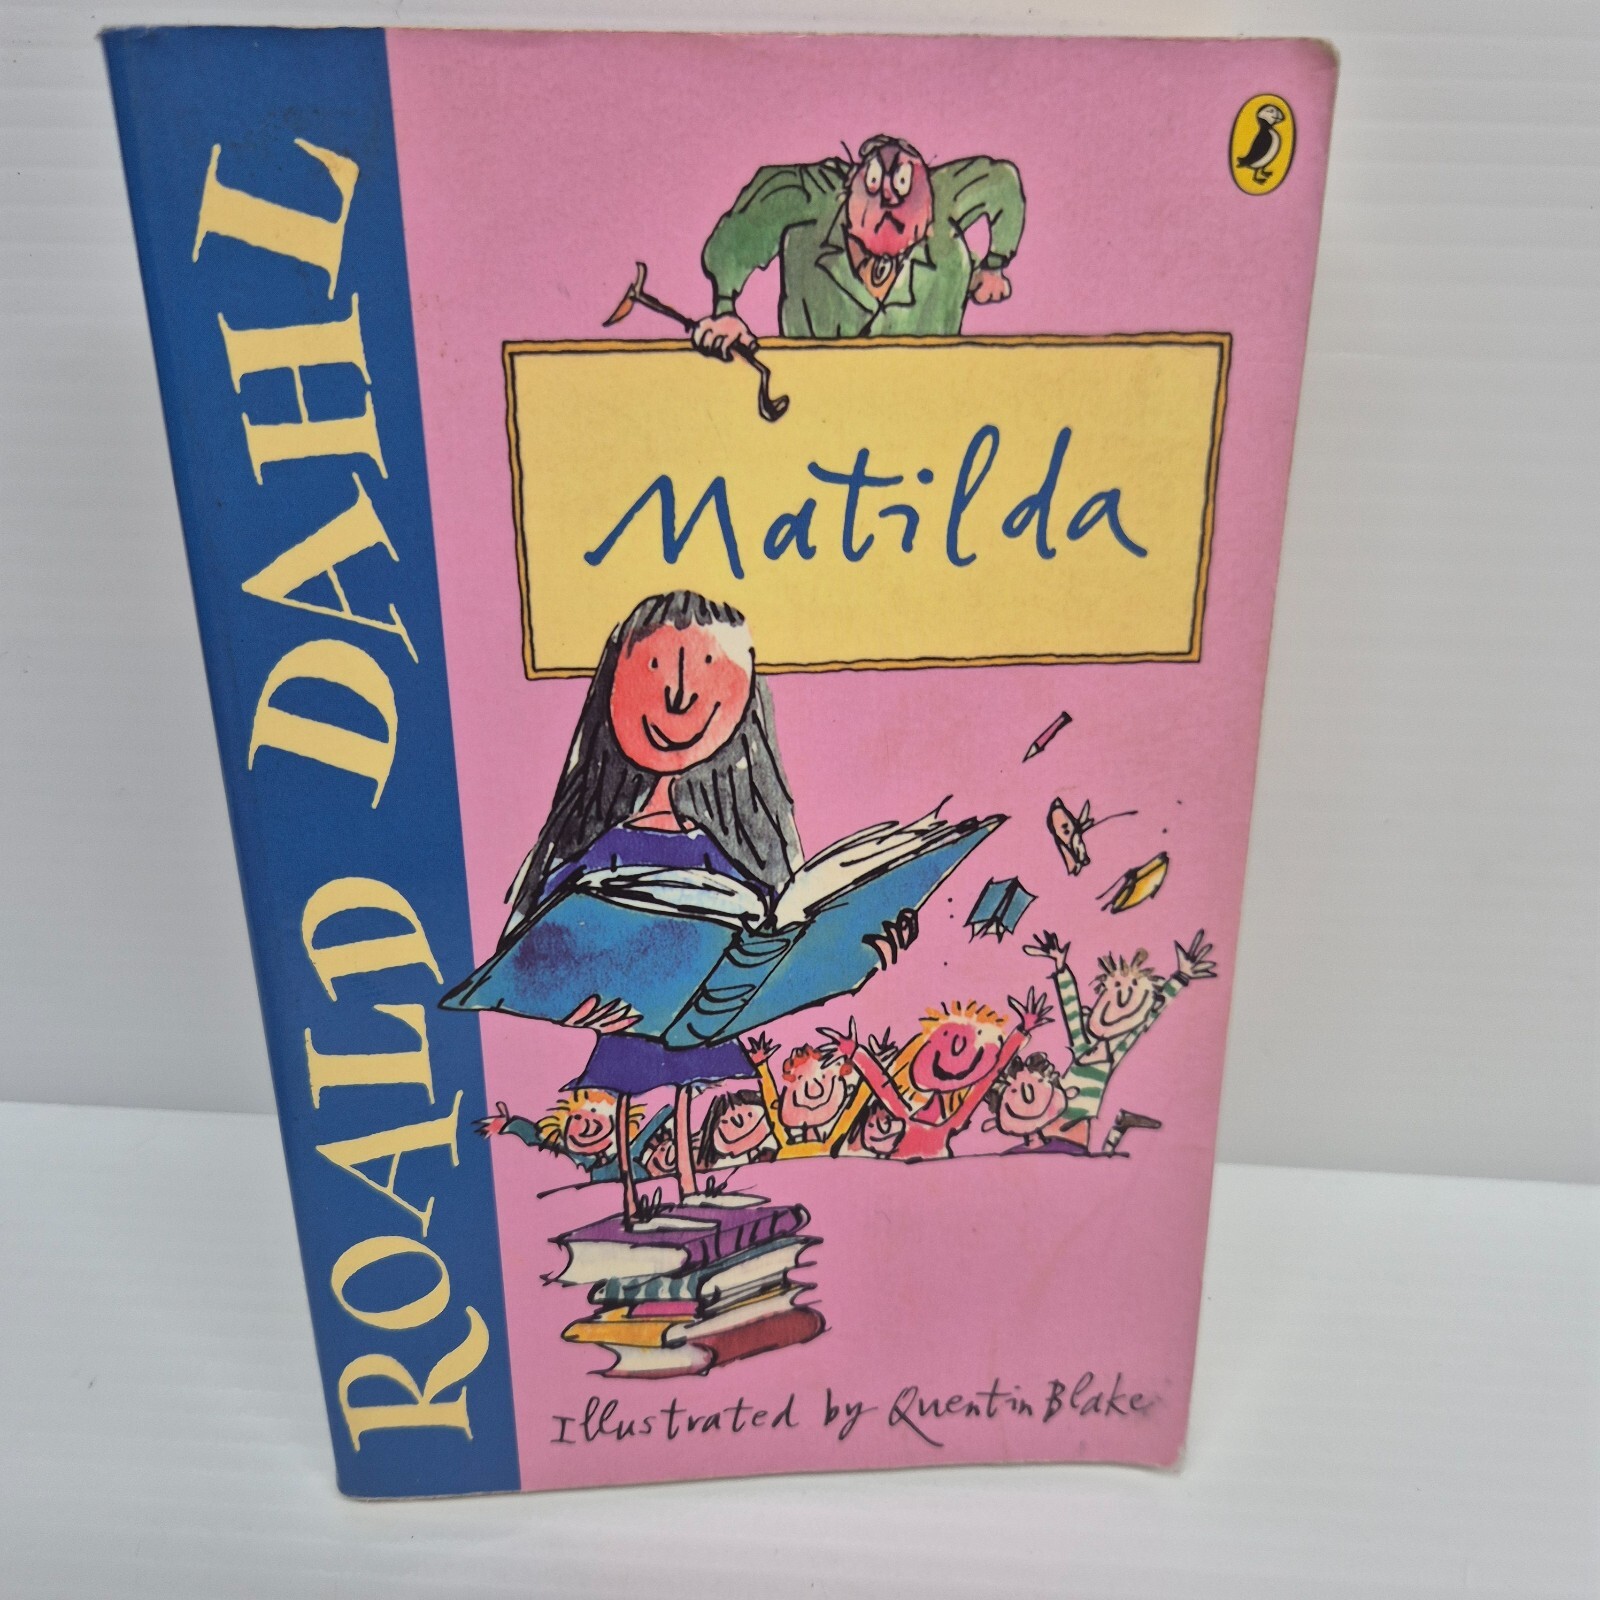 ROALD DAHL
Matilda
Illustrated by Quentin Blake